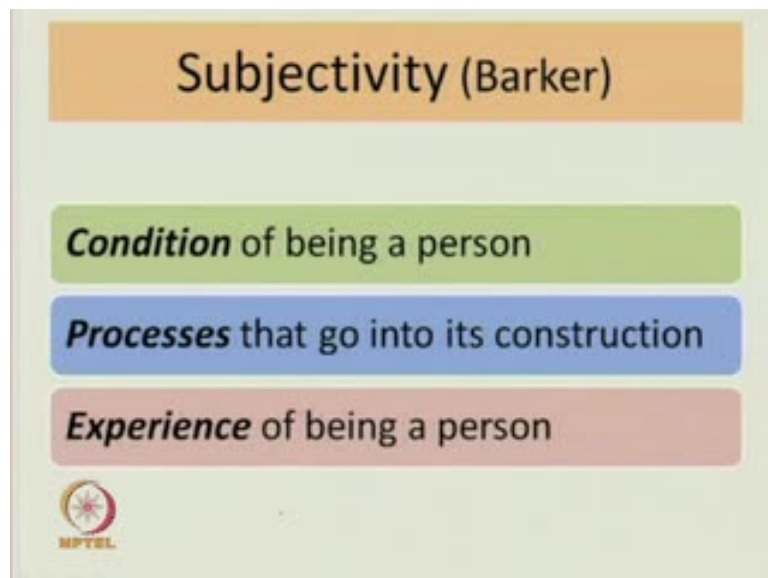 Subjectivity (Barker)
Condition of being a person
Processes that go into its construction
Experience of being a person
NPTEL